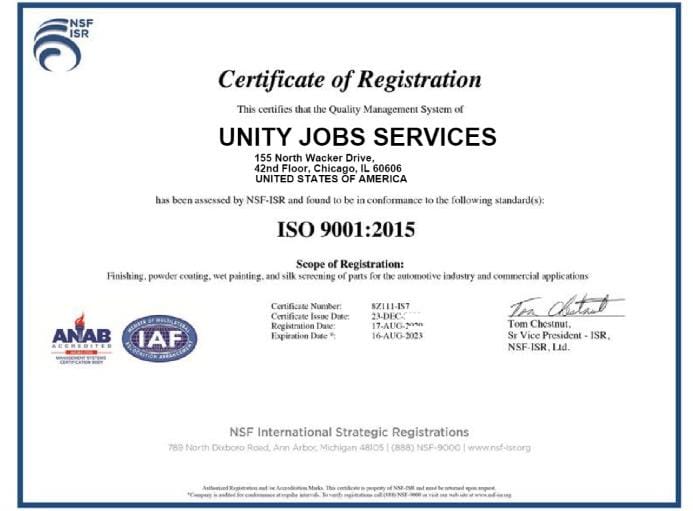 NSF
ISR
Certificate of Registration
This certifies that the Quality Management System of
UNITY JOBS SERVICES
155 North Wacker Drive,
42nd Floor, Chicago, IL 60606
UNITED STATES OF AMERICA
has been assessed by NSF-ISR and found to be in conformance to the following standard(s):
ISO 9001:2015
Scope of Registration:
Finishing, powder coating, wet painting, and silk screening of parts for the automotive industry and commercial applications
Certificate Number: 8Z111-IS7
Certificate Issue Date: 23-DEC-
Registration Date: 17-AUG-
Expiration Date *: 16-AUG-2023
Tom Chestnut
Tom Chestnut,
Sr Vice President - ISR,
NSF-ISR, Ltd.
ANAB
ACCREDITED
MANAGEMENT SYSTEMS
CERTIFICATION BODY
MEMBER OF MULTILATERAL
IAF
RECOGNITION ARRANGEMENT
NSF International Strategic Registrations
789 North Dixboro Road, Ann Arbor, Michigan 48105 | (888) NSF-9000 | www.nsf-isr.org
Authorized Registration and /or Accreditation Marks. This certificate is property of NSF-ISR and must be returned upon request.
*Company is audited for conformance at regular intervals. To verify registrations call (888) NSF-9000 or visit our web site at www.nsf-isr.org